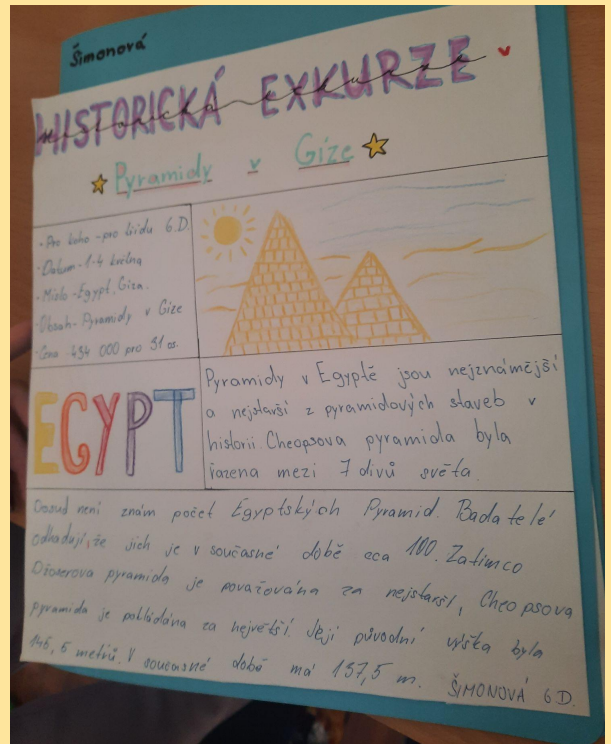 Šimonová
HISTORICKÁ EXKURZE
Pyramidy v Gíze
-Pro koho -pro třídu 6.D.
-Datum -1-4 května
-Místo -Egypt, Gíza.
-Obsah- Pyramidy v Gíze
-Cena -494 000 pro 31 os.
EGYPT
Pyramidy v Egyptě jsou nejznámější
a nejstarší z pyramidových staveb v
historii. Cheopsova pyramida byla
řazena mezi 7 divů světa.
Dosud není znám počet Egyptských Pyramid. Badatelé
odhadují, že jich je v současné době cca 100. Zatímco
Džoserova pyramida je považována za nejstarší, Cheopsova
pyramida je pokládána za největší. Její původní výška byla
146,5 metrů. V současné době má 137,5 m.
ŠIMONOVÁ 6D.